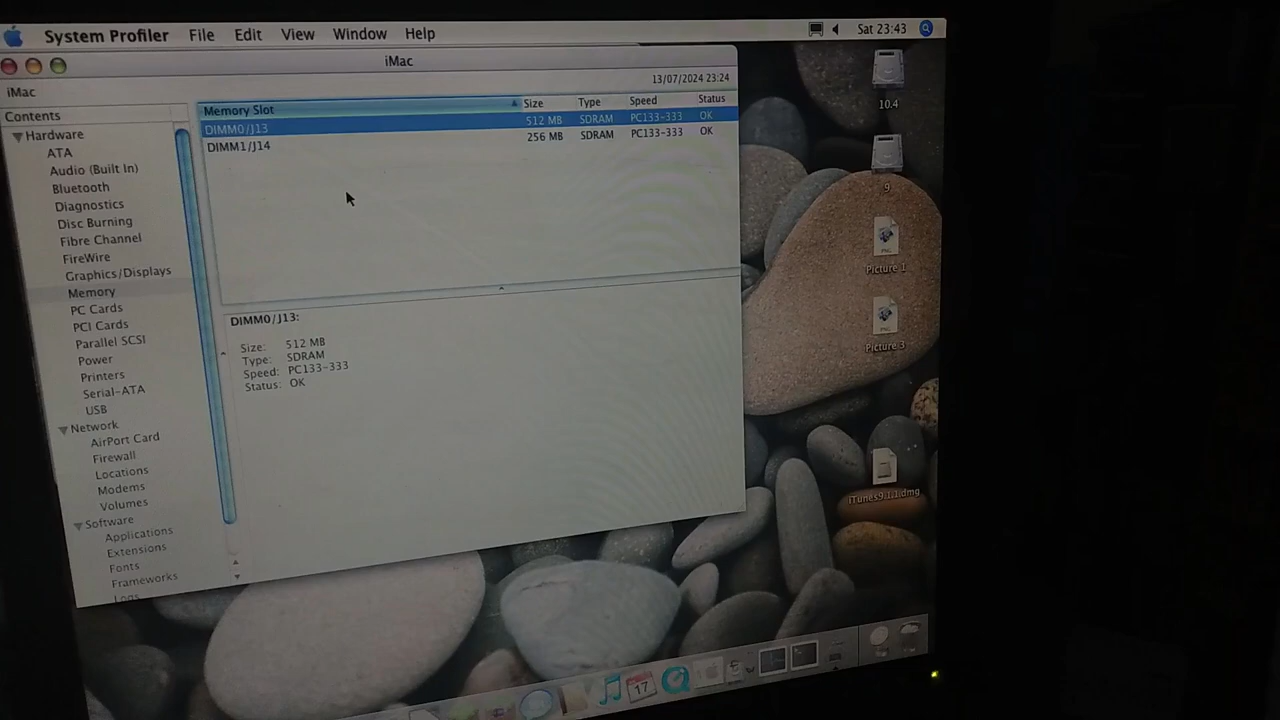 System Profiler File Edit View Window Help Sat 23:43
iMac
13/07/2024 23:24
iMac
Contents
Hardware
ATA
Audio (Built In)
Bluetooth
Diagnostics
Disc Burning
Fibre Channel
FireWire
Graphics/Displays
Memory
PC Cards
PCI Cards
Parallel SCSI
Power
Printers
Serial-ATA
USB
Network
AirPort Card
Firewall
Locations
Modems
Volumes
Software
Applications
Extensions
Fonts
Frameworks
Logs
Memory Slot Size Type Speed Status
DIMM0/J13 512 MB SDRAM PC133-333 OK
DIMM1/J14 256 MB SDRAM PC133-333 OK
DIMM0/J13:
Size: 512 MB
Type: SDRAM
Speed: PC133-333
Status: OK
10.4
9
Picture 1
Picture 3
iTunes9.1.1.dmg
17